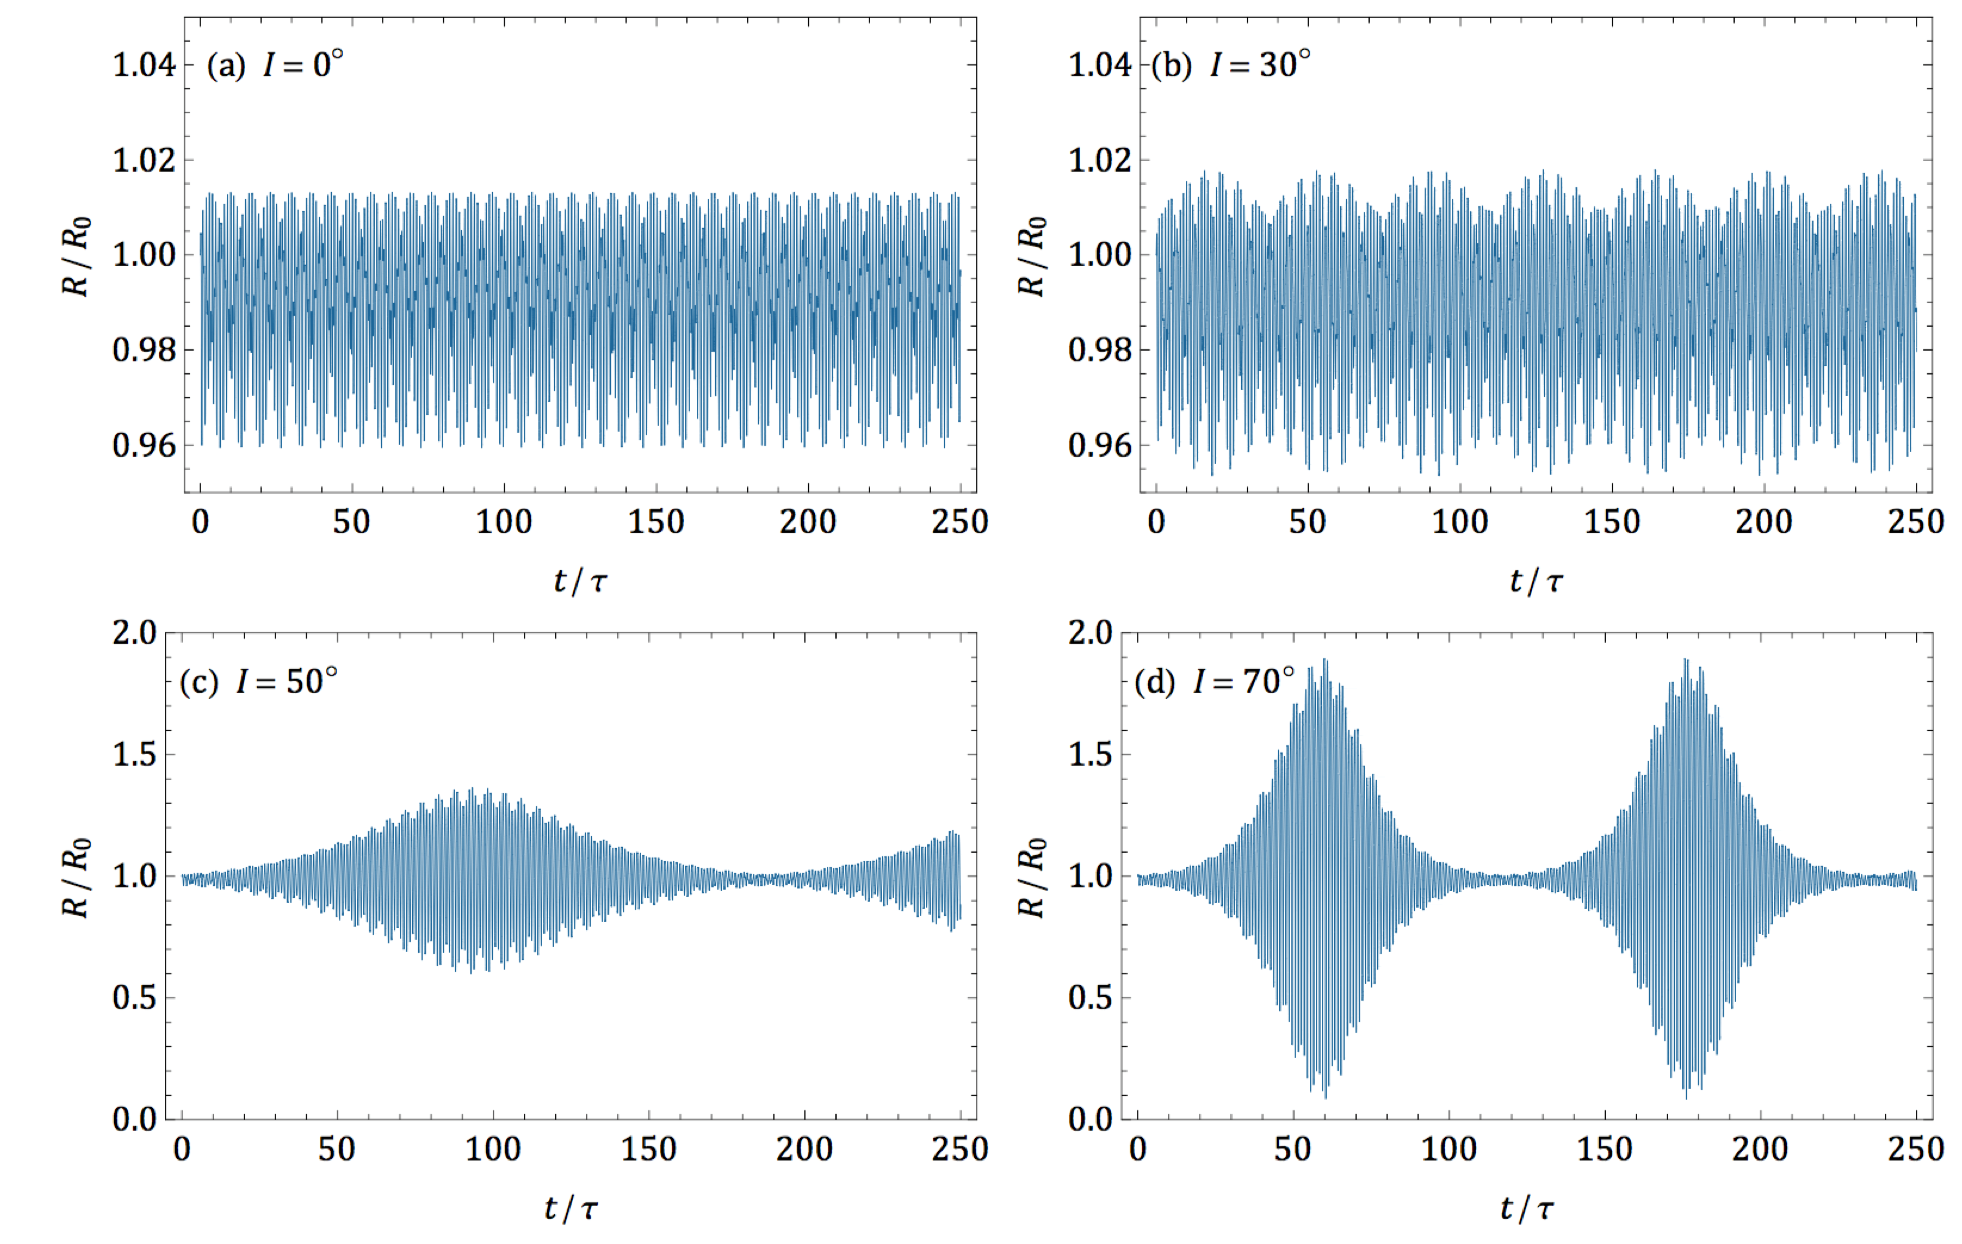 (a) I = 0°
1.04
1.02
1.00
0.98
0.96
R / R0
0 50 100 150 200 250
t / τ
(b) I = 30°
1.04
1.02
1.00
0.98
0.96
R / R0
0 50 100 150 200 250
t / τ
(c) I = 50°
2.0
1.5
1.0
0.5
0.0
R / R0
0 50 100 150 200 250
t / τ
(d) I = 70°
2.0
1.5
1.0
0.5
0.0
R / R0
0 50 100 150 200 250
t / τ